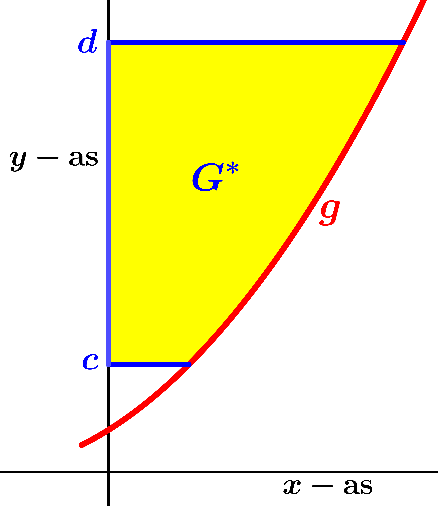 d
y – as
G*
g
c
x – as